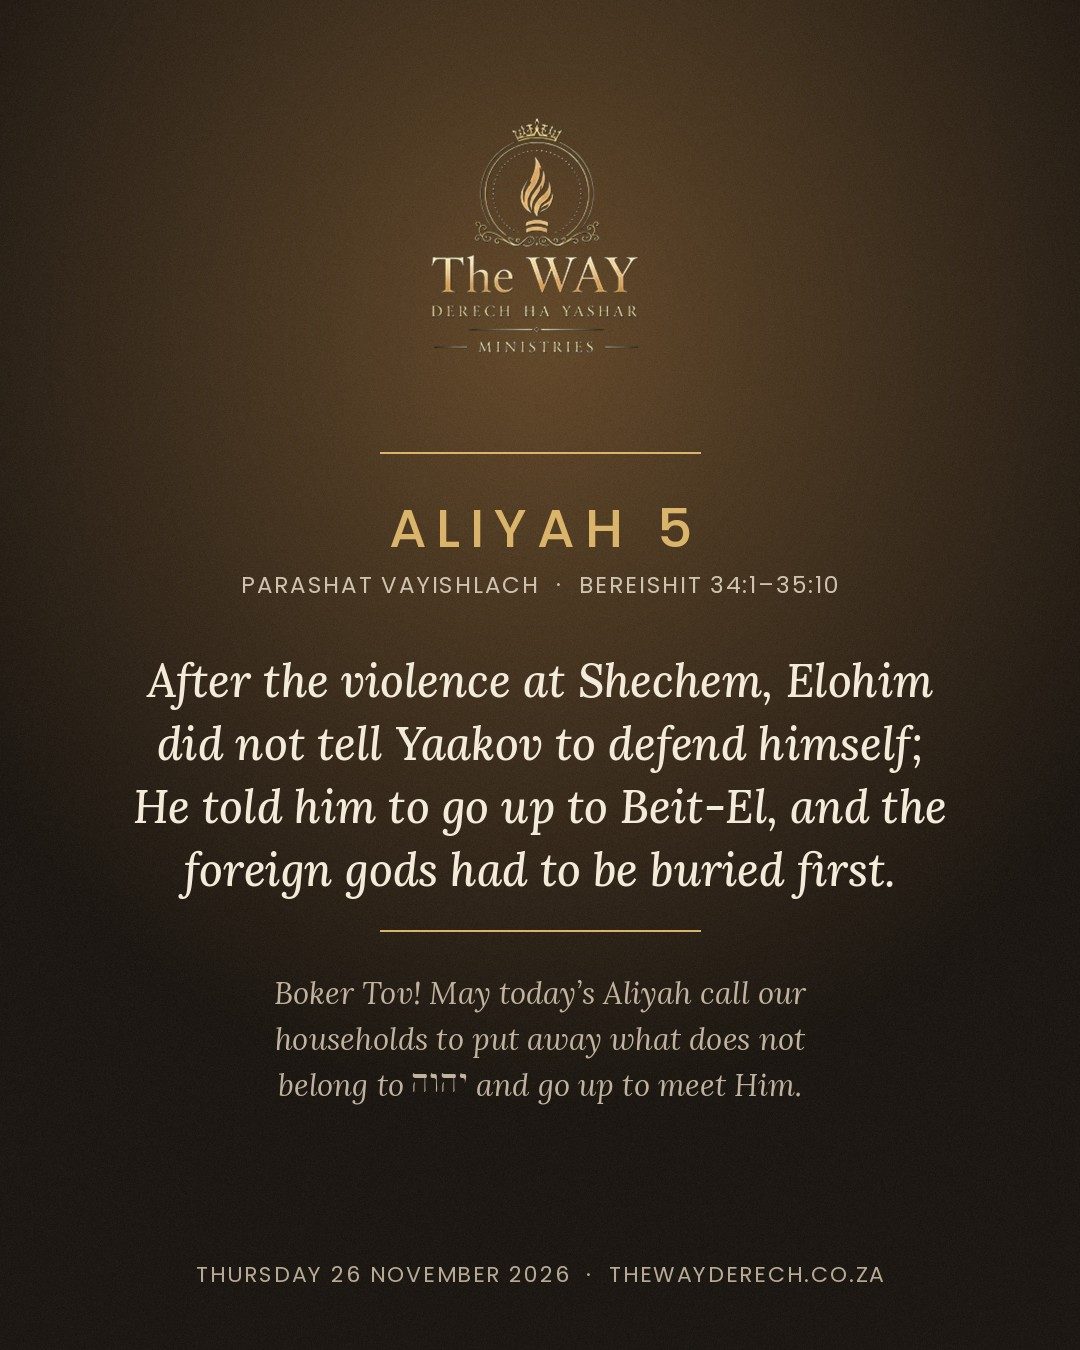 The WAY
DERECH HA YASHAR
MINISTRIES
ALIYAH 5
PARASHAT VAYISHLACH · BEREISHIT 34:1–35:10
After the violence at Shechem, Elohim
did not tell Yaakov to defend himself;
He told him to go up to Beit-El, and the
foreign gods had to be buried first.
Boker Tov! May today’s Aliyah call our
households to put away what does not
belong to יהוה and go up to meet Him.
THURSDAY 26 NOVEMBER 2026 · THEWAYDERECH.CO.ZA